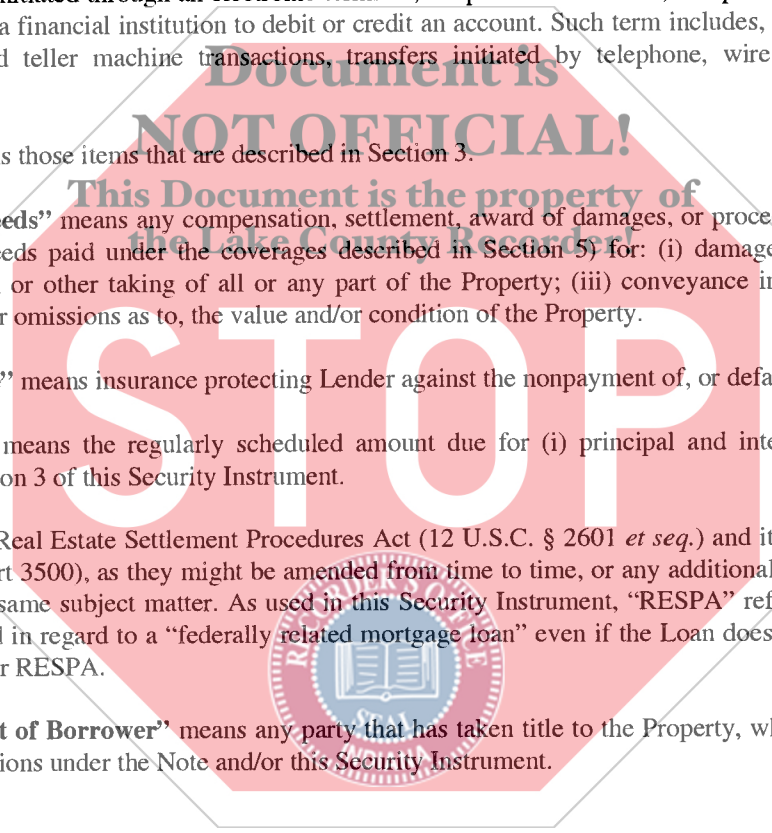 a financial institution to debit or credit an account. Such term includes,
teller machine transactions, transfers initiated by telephone, wire
Document is
NOT OFFICIAL!
s those items that are described in Section 3.
This Document is the property of
eeds” means any compensation, settlement, award of damages, or proce
the Lake County Recorder!
eeds paid under the coverages described in Section 5) for: (i) damage
or other taking of all or any part of the Property; (iii) conveyance in
r omissions as to, the value and/or condition of the Property.
STOP
” means insurance protecting Lender against the nonpayment of, or defa
means the regularly scheduled amount due for (i) principal and inte
on 3 of this Security Instrument.
Real Estate Settlement Procedures Act (12 U.S.C. § 2601 et seq.) and it
rt 3500), as they might be amended from time to time, or any additional
same subject matter. As used in this Security Instrument, “RESPA” ref
in regard to a “federally related mortgage loan” even if the Loan does
r RESPA.
RECORDER'S OFFICE
SEAL
INDIANA
t of Borrower” means any party that has taken title to the Property, wh
ions under the Note and/or this Security Instrument.